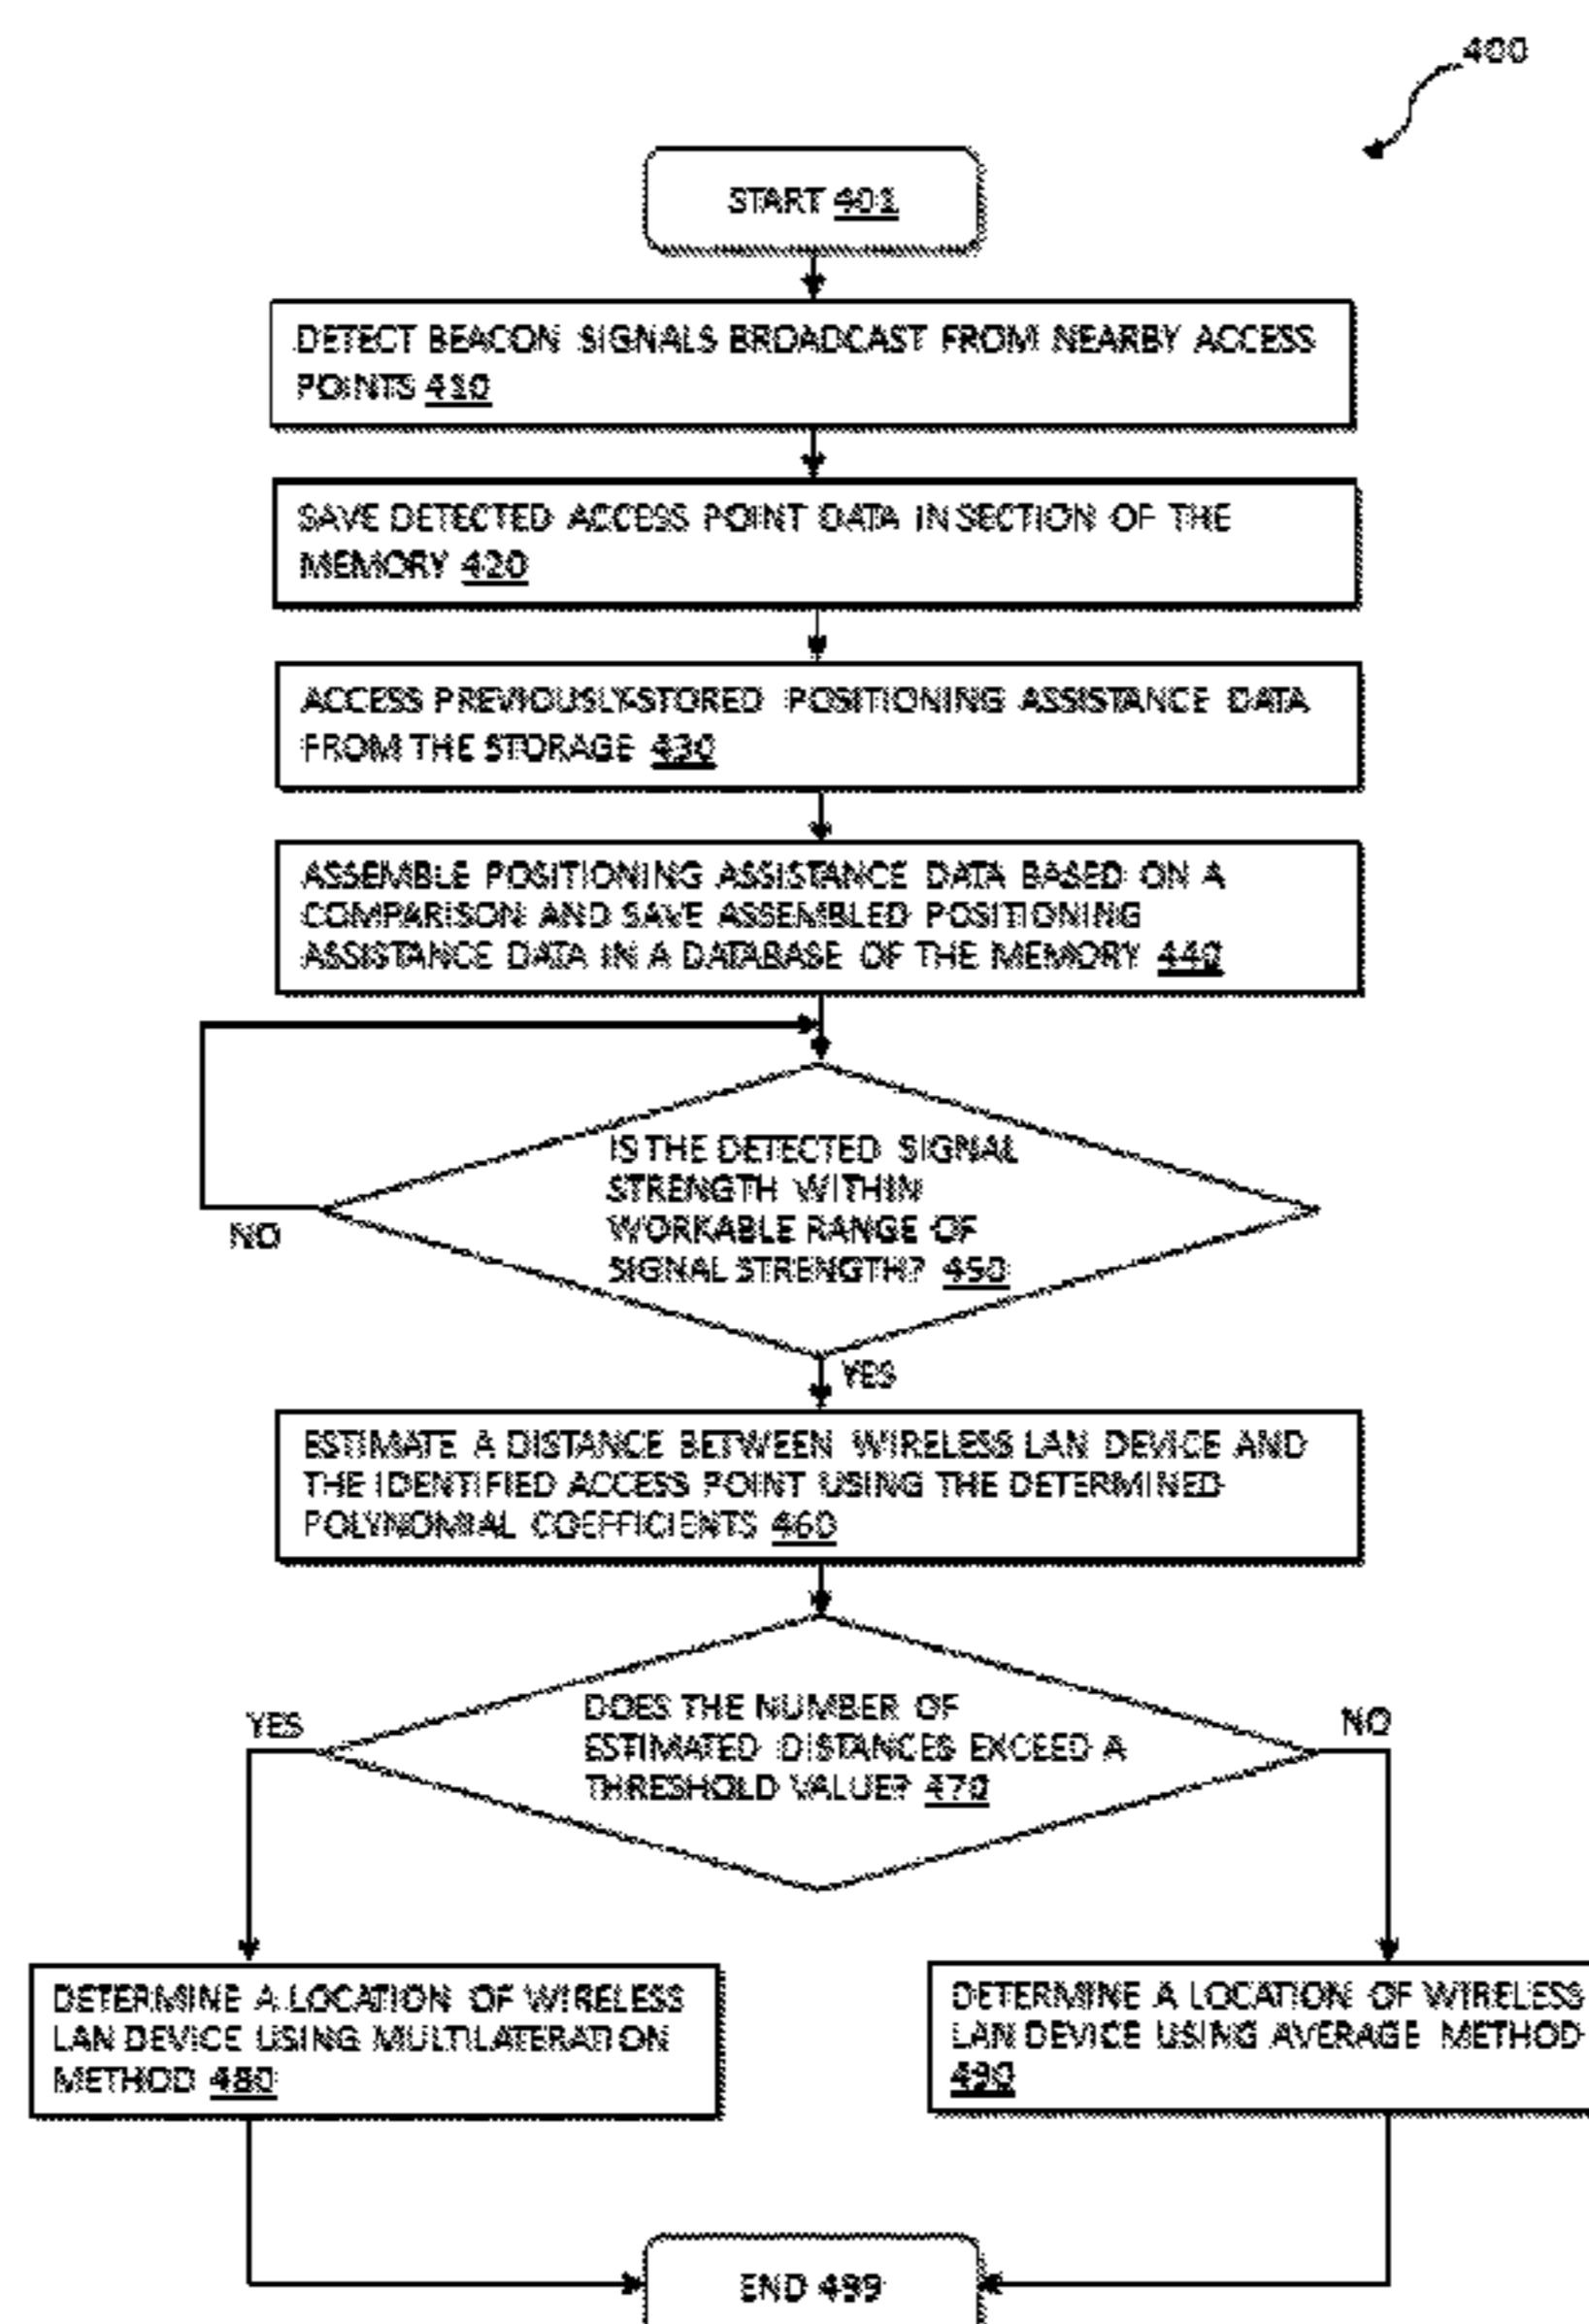 400
START 401
DETECT BEACON SIGNALS BROADCAST FROM NEARBY ACCESS
POINTS 410
SAVE DETECTED ACCESS POINT DATA IN SECTION OF THE
MEMORY 420
ACCESS PREVIOUSLY-STORED POSITIONING ASSISTANCE DATA
FROM THE STORAGE 430
ASSEMBLE POSITIONING ASSISTANCE DATA BASED ON A
COMPARISON AND SAVE ASSEMBLED POSITIONING
ASSISTANCE DATA IN A DATABASE OF THE MEMORY 440
IS THE DETECTED SIGNAL
STRENGTH WITHIN
WORKABLE RANGE OF
SIGNAL STRENGTH? 450
NO
YES
ESTIMATE A DISTANCE BETWEEN WIRELESS LAN DEVICE AND
THE IDENTIFIED ACCESS POINT USING THE DETERMINED
POLYNOMIAL COEFFICIENTS 460
DOES THE NUMBER OF
ESTIMATED DISTANCES EXCEED A
THRESHOLD VALUE? 470
YES
NO
DETERMINE A LOCATION OF WIRELESS
LAN DEVICE USING MULTILATERATION
METHOD 480
DETERMINE A LOCATION OF WIRELESS
LAN DEVICE USING AVERAGE METHOD
490
END 499